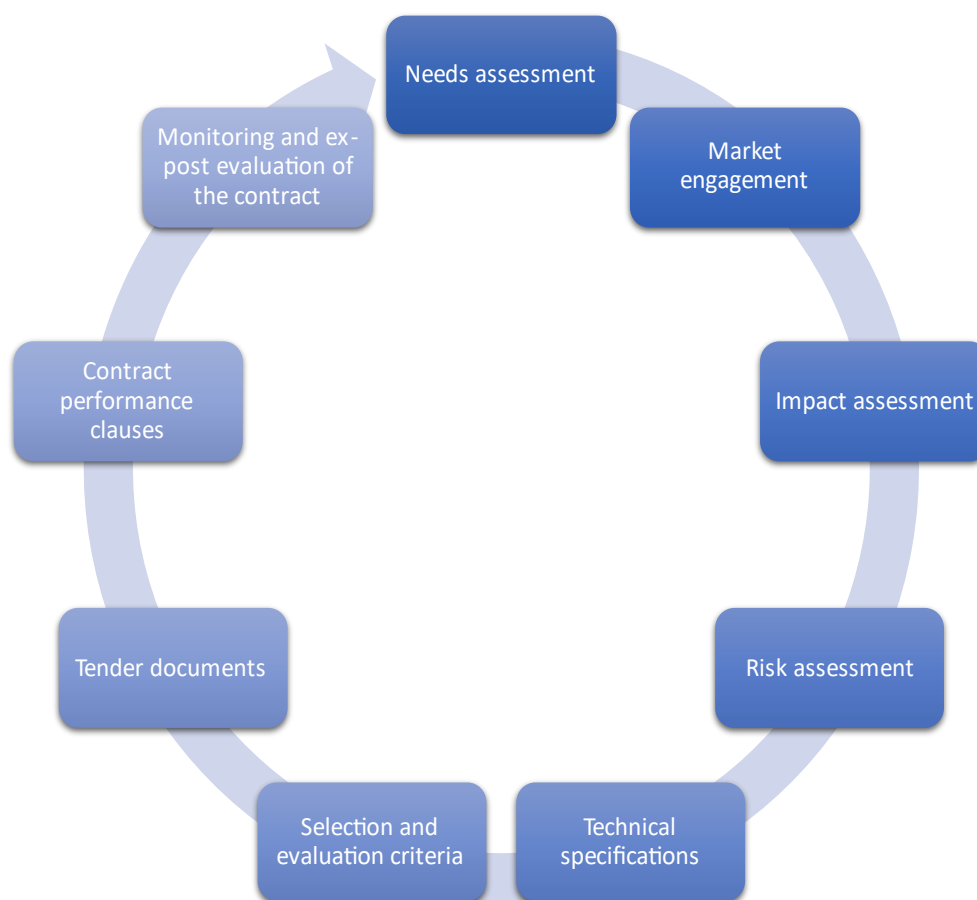 Needs assessment
Market
engagement
Impact assessment
Risk assessment
Technical
specifications
Selection and
evaluation criteria
Tender documents
Contract
performance
clauses
Monitoring and ex-
post evaluation of
the contract